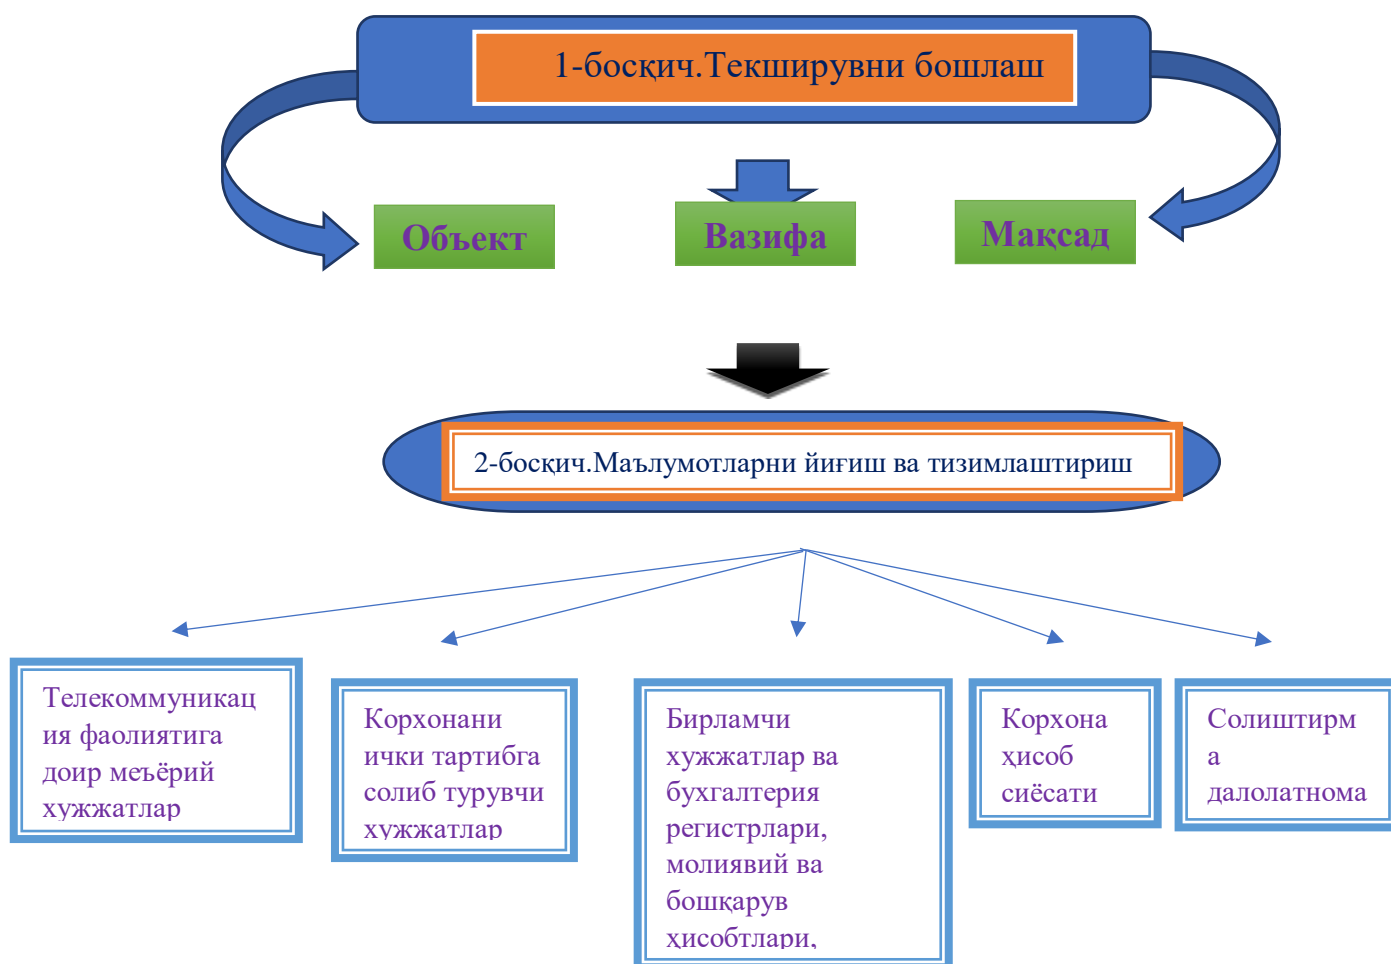 1-босқич.Текширувни бошлаш
Объект
Вазифа
Мақсад
2-босқич.Маълумотларни йиғиш ва тизимлаштириш
Телекоммуникац
ия фаолиятига
доир меъёрий
хужжатлар
Корхонани
ички тартибга
солиб турувчи
хужжатлар
Бирламчи
хужжатлар ва
бухгалтерия
регистрлари,
молиявий ва
бошқарув
ҳисобтлари,
Корхона
ҳисоб
сиёсати
Солиштирм
а
далолатнома